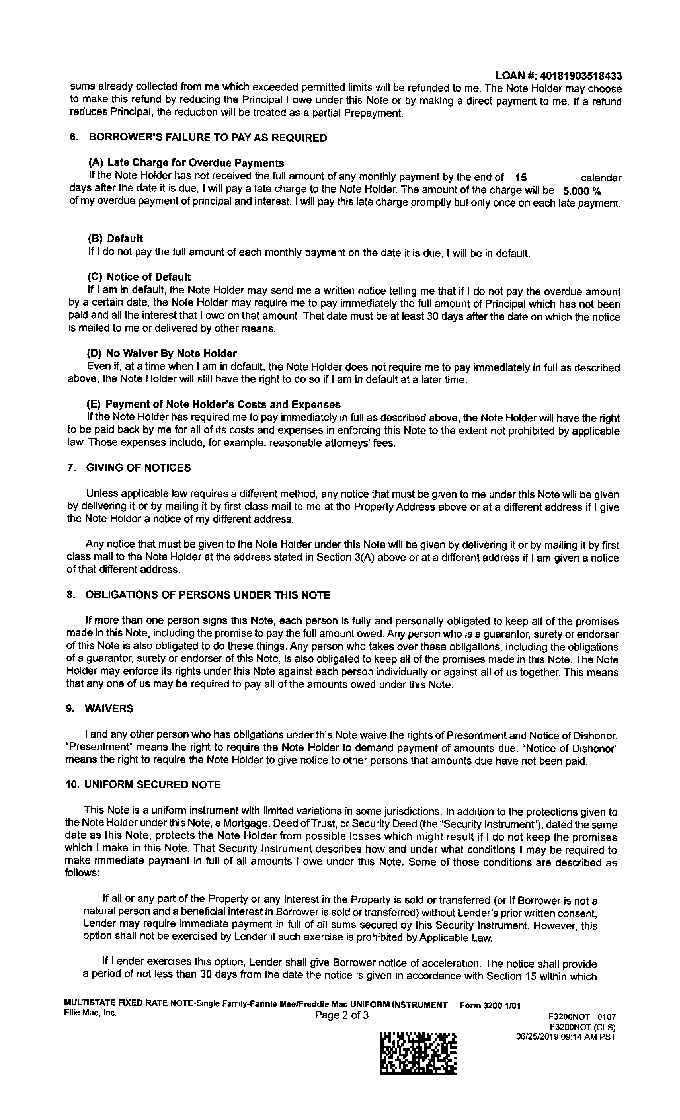 LOAN #: 40181903518433
sums already collected from me which exceeded permitted limits will be refunded to me. The Note Holder may choose
to make this refund by reducing the Principal I owe under this Note or by making a direct payment to me. If a refund
reduces Principal, the reduction will be treated as a partial Prepayment.
6. BORROWER'S FAILURE TO PAY AS REQUIRED
(A) Late Charge for Overdue Payments
If the Note Holder has not received the full amount of any monthly payment by the end of 15 calendar
days after the date it is due, I will pay a late charge to the Note Holder. The amount of the charge will be 5.000 %
of my overdue payment of principal and interest. I will pay this late charge promptly but only once on each late payment.
(B) Default
If I do not pay the full amount of each monthly payment on the date it is due, I will be in default.
(C) Notice of Default
If I am in default, the Note Holder may send me a written notice telling me that if I do not pay the overdue amount
by a certain date, the Note Holder may require me to pay immediately the full amount of Principal which has not been
paid and all the interest that I owe on that amount. That date must be at least 30 days after the date on which the notice
is mailed to me or delivered by other means.
(D) No Waiver By Note Holder
Even if, at a time when I am in default, the Note Holder does not require me to pay immediately in full as described
above, the Note Holder will still have the right to do so if I am in default at a later time.
(E) Payment of Note Holder's Costs and Expenses
If the Note Holder has required me to pay immediately in full as described above, the Note Holder will have the right
to be paid back by me for all of its costs and expenses in enforcing this Note to the extent not prohibited by applicable
law. Those expenses include, for example, reasonable attorneys' fees.
7. GIVING OF NOTICES
Unless applicable law requires a different method, any notice that must be given to me under this Note will be given
by delivering it or by mailing it by first class mail to me at the Property Address above or at a different address if I give
the Note Holder a notice of my different address.
Any notice that must be given to the Note Holder under this Note will be given by delivering it or by mailing it by first
class mail to the Note Holder at the address stated in Section 3(A) above or at a different address if I am given a notice
of that different address.
8. OBLIGATIONS OF PERSONS UNDER THIS NOTE
If more than one person signs this Note, each person is fully and personally obligated to keep all of the promises
made in this Note, including the promise to pay the full amount owed. Any person who is a guarantor, surety or endorser
of this Note is also obligated to do these things. Any person who takes over these obligations, including the obligations
of a guarantor, surety or endorser of this Note, is also obligated to keep all of the promises made in this Note. The Note
Holder may enforce its rights under this Note against each person individually or against all of us together. This means
that any one of us may be required to pay all of the amounts owed under this Note.
9. WAIVERS
I and any other person who has obligations under this Note waive the rights of Presentment and Notice of Dishonor.
"Presentment" means the right to require the Note Holder to demand payment of amounts due. "Notice of Dishonor"
means the right to require the Note Holder to give notice to other persons that amounts due have not been paid.
10. UNIFORM SECURED NOTE
This Note is a uniform instrument with limited variations in some jurisdictions. In addition to the protections given to
the Note Holder under this Note, a Mortgage, Deed of Trust, or Security Deed (the "Security Instrument"), dated the same
date as this Note, protects the Note Holder from possible losses which might result if I do not keep the promises
which I make in this Note. That Security Instrument describes how and under what conditions I may be required to
make immediate payment in full of all amounts I owe under this Note. Some of those conditions are described as
follows:
If all or any part of the Property or any Interest in the Property is sold or transferred (or if Borrower is not a
natural person and a beneficial interest in Borrower is sold or transferred) without Lender's prior written consent,
Lender may require immediate payment in full of all sums secured by this Security Instrument. However, this
option shall not be exercised by Lender if such exercise is prohibited by Applicable Law.
If Lender exercises this option, Lender shall give Borrower notice of acceleration. The notice shall provide
a period of not less than 30 days from the date the notice is given in accordance with Section 15 within which
MULTISTATE FIXED RATE NOTE-Single Family-Fannie Mae/Freddie Mac UNIFORM INSTRUMENT Form 3200 1/01
Ellie Mae, Inc. Page 2 of 3 F3200NOT 0107
F3200NOT (CLS)
06/25/2019 09:14 AM PST